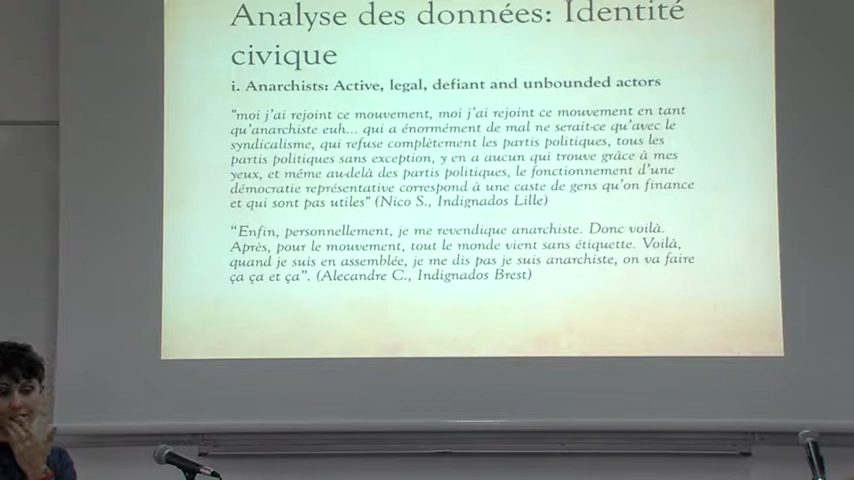 Analyse des données: Identité
civique
i. Anarchists: Active, legal, defiant and unbounded actors
"moi j'ai rejoint ce mouvement, moi j'ai rejoint ce mouvement en tant
qu'anarchiste euh... qui a énormément de mal ne serait-ce qu'avec le
syndicalisme, qui refuse complètement les partis politiques, tous les
partis politiques sans exception, y en a aucun qui trouve grâce à mes
yeux, et même au-delà des partis politiques, le fonctionnement d'une
démocratie représentative correspond à une caste de gens qu'on finance
et qui sont pas utiles" (Nico S., Indignados Lille)
"Enfin, personnellement, je me revendique anarchiste. Donc voilà.
Après, pour le mouvement, tout le monde vient sans étiquette. Voilà,
quand je suis en assemblée, je me dis pas je suis anarchiste, on va faire
ça ça et ça". (Alecandre C., Indignados Brest)